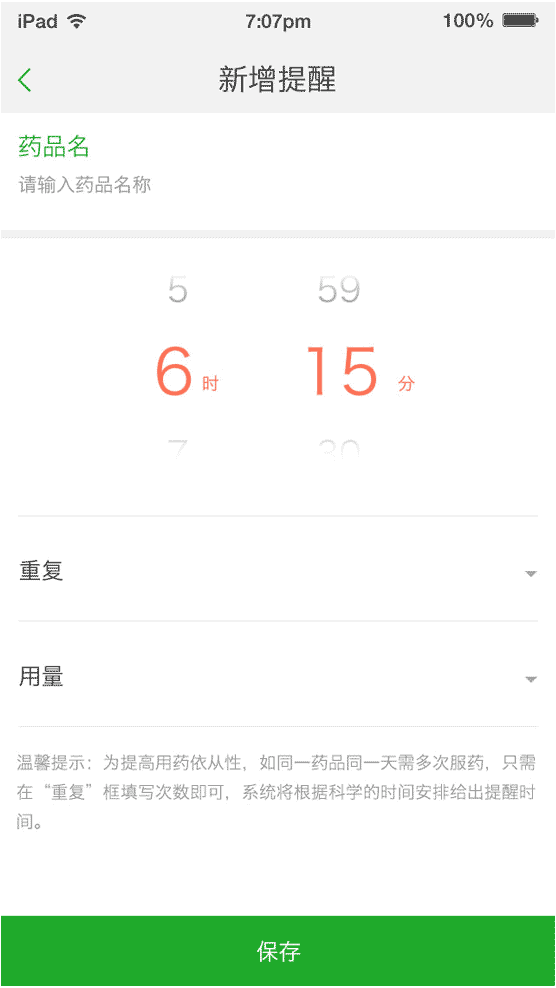 iPad 7:07pm 100%
新增提醒
药品名
请输入药品名称
5 59
6 时 15 分
7 30
重复
用量
温馨提示：为提高用药依从性，如同一药品同一天需多次服药，只需
在“重复”框填写次数即可，系统将根据科学的时间安排给出提醒时
间。
保存